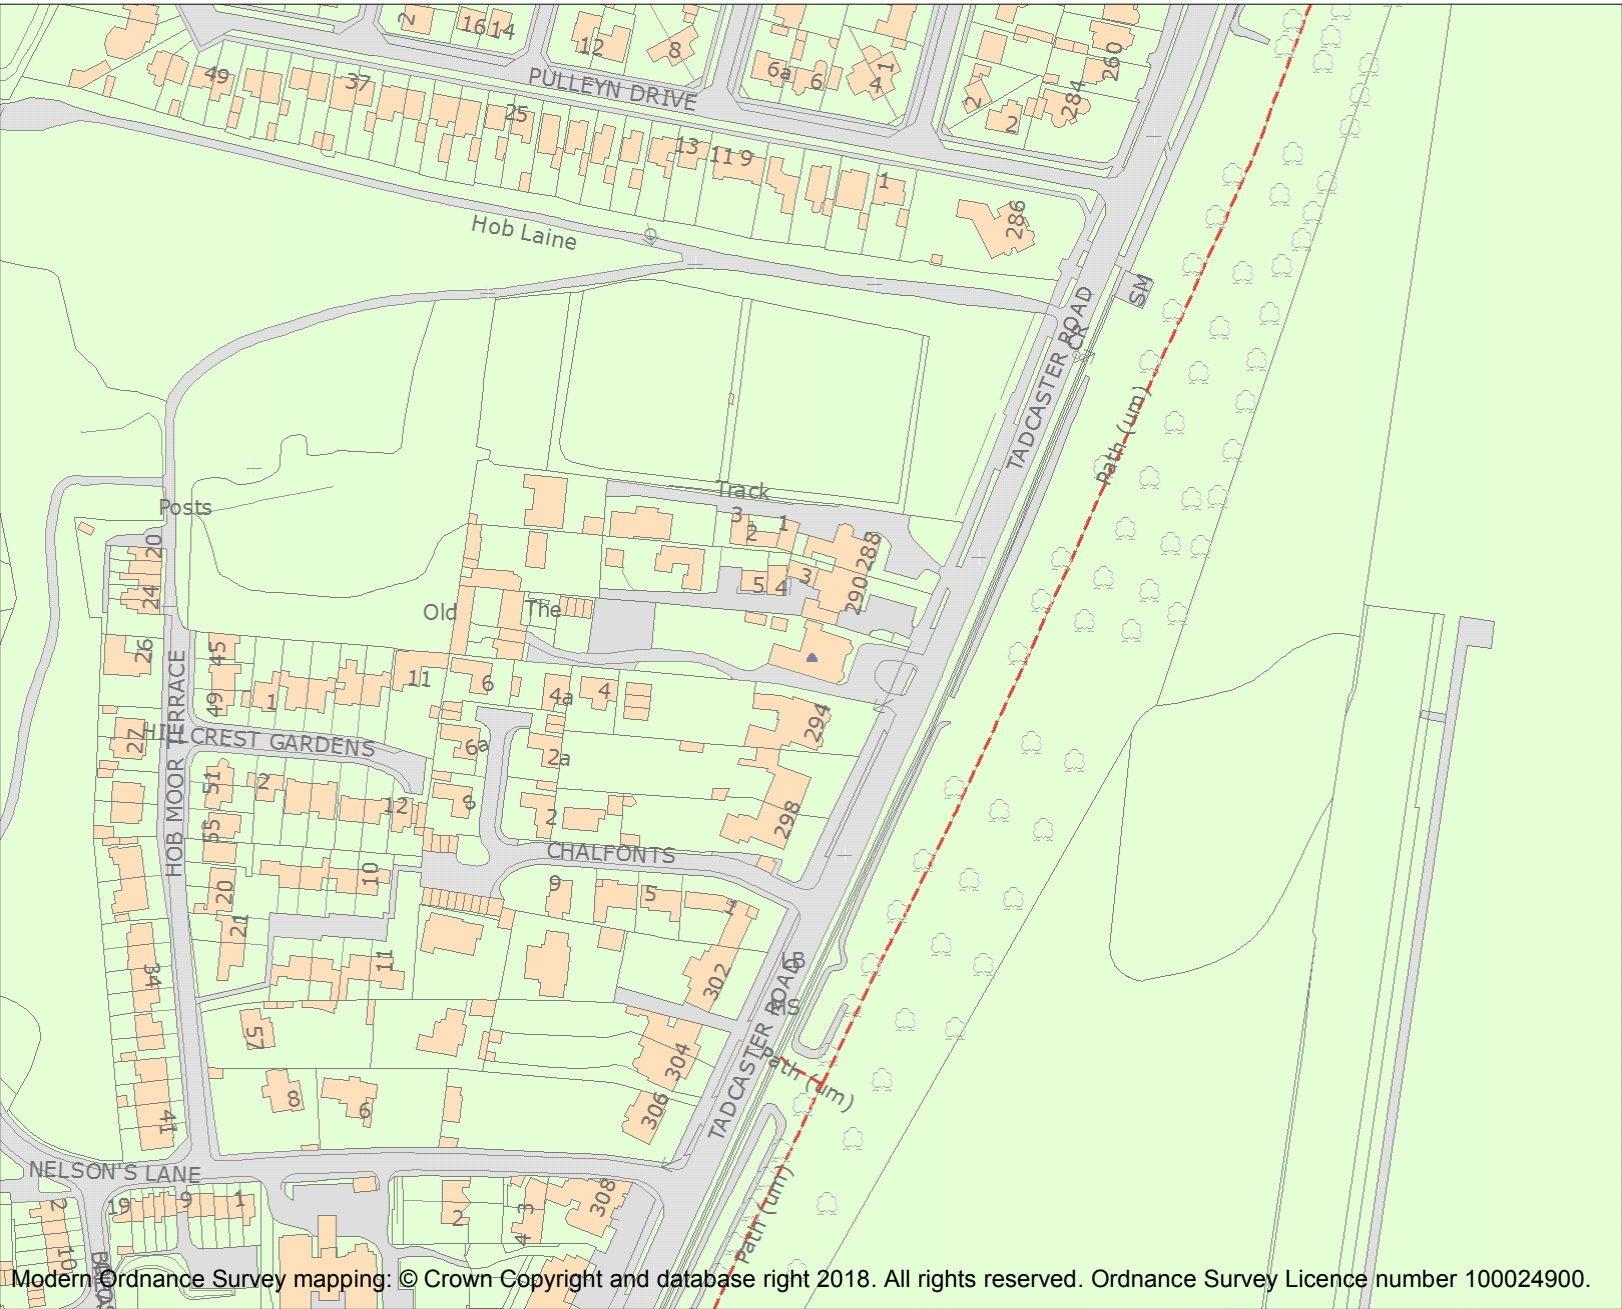 2
16 14
12
8
6a
6
4
1
260
284
2
2
49
37
PULLEYN DRIVE
25
13
11 9
1
286
Hob Laine
SM
TADCASTER ROAD
CR
Path (um)
Track
Posts
3
2
1
288
20
5 4
3
290
24
Old
The
26
45
11
6
4a
4
49
1
294
27
HILLCREST GARDENS
HOB MOOR TERRACE
6a
2a
51
2
12
8
2
298
55
CHALFONTS
10
9
5
1
20
21
LB
34
11
302
MS
TADCASTER ROAD
57
304
Path (um)
8
6
306
41
NELSON'S LANE
Path (um)
2
19
9
1
2
3
4
308
10
Modern Ordnance Survey mapping: © Crown Copyright and database right 2018. All rights reserved. Ordnance Survey Licence number 100024900.